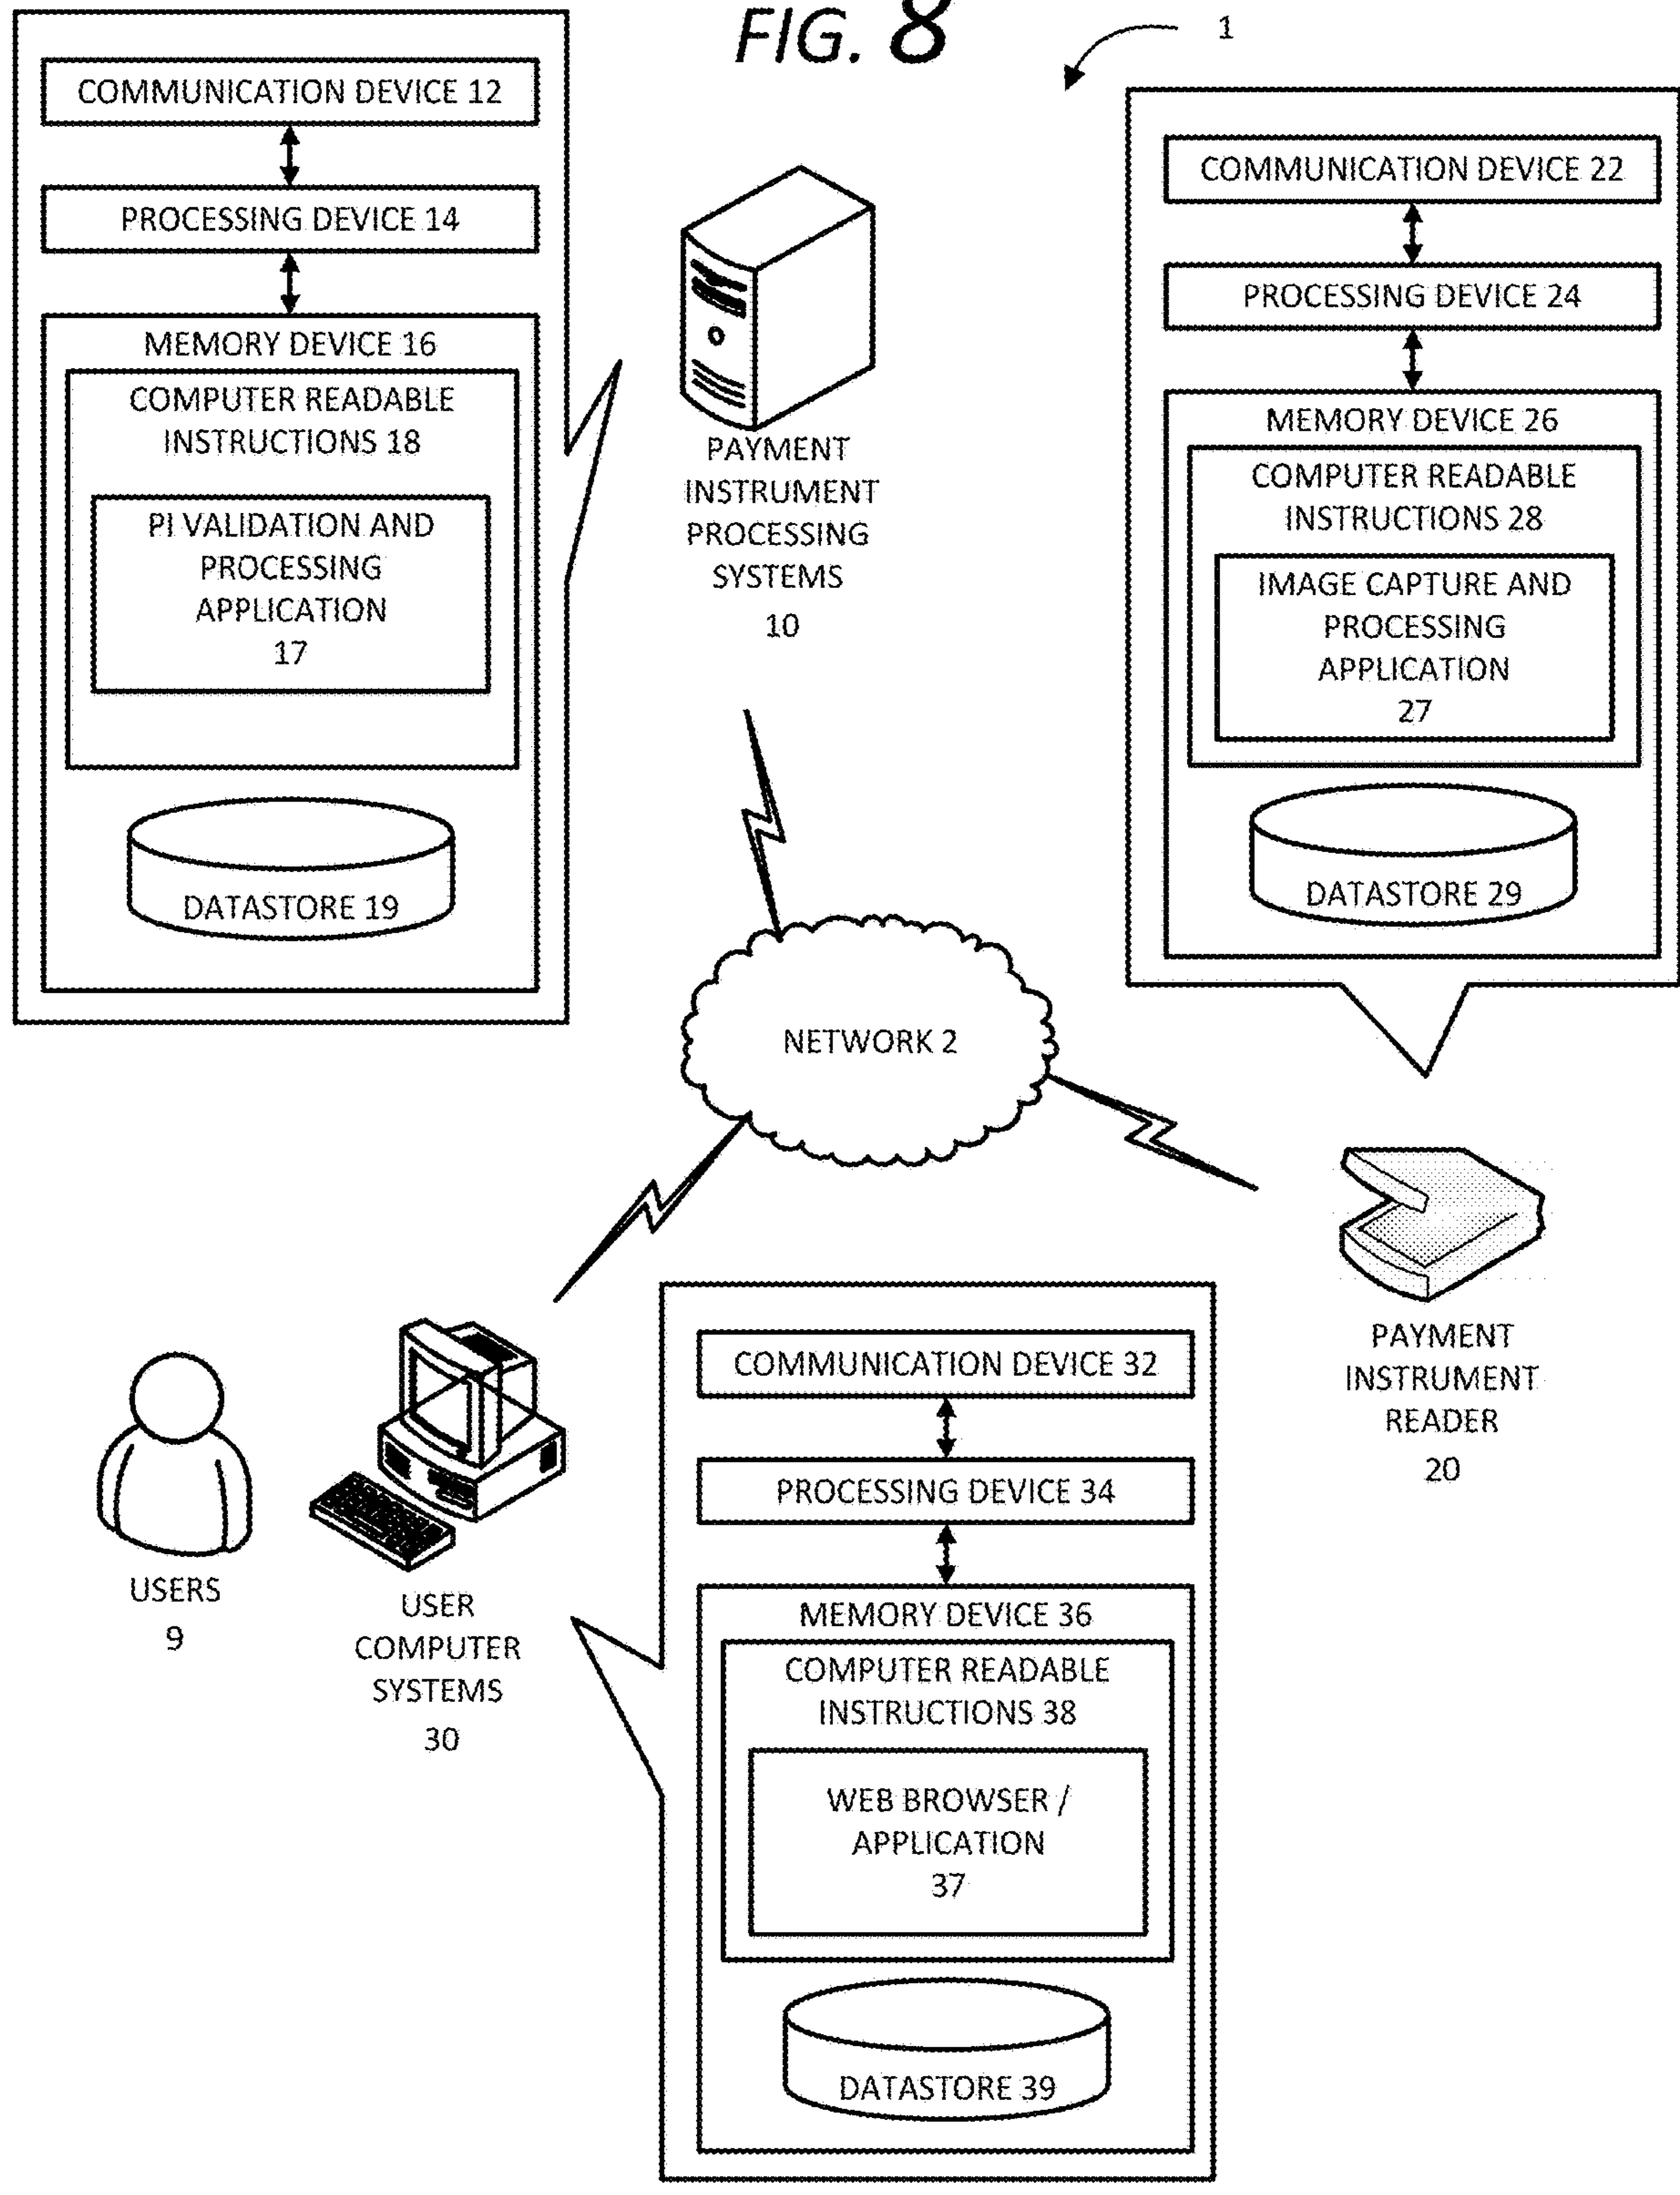 FIG. 8
1
COMMUNICATION DEVICE 12
PROCESSING DEVICE 14
MEMORY DEVICE 16
COMPUTER READABLE
INSTRUCTIONS 18
PI VALIDATION AND
PROCESSING
APPLICATION
17
DATASTORE 19
PAYMENT
INSTRUMENT
PROCESSING
SYSTEMS
10
COMMUNICATION DEVICE 22
PROCESSING DEVICE 24
MEMORY DEVICE 26
COMPUTER READABLE
INSTRUCTIONS 28
IMAGE CAPTURE AND
PROCESSING
APPLICATION
27
DATASTORE 29
NETWORK 2
PAYMENT
INSTRUMENT
READER
20
USERS
9
USER
COMPUTER
SYSTEMS
30
COMMUNICATION DEVICE 32
PROCESSING DEVICE 34
MEMORY DEVICE 36
COMPUTER READABLE
INSTRUCTIONS 38
WEB BROWSER /
APPLICATION
37
DATASTORE 39